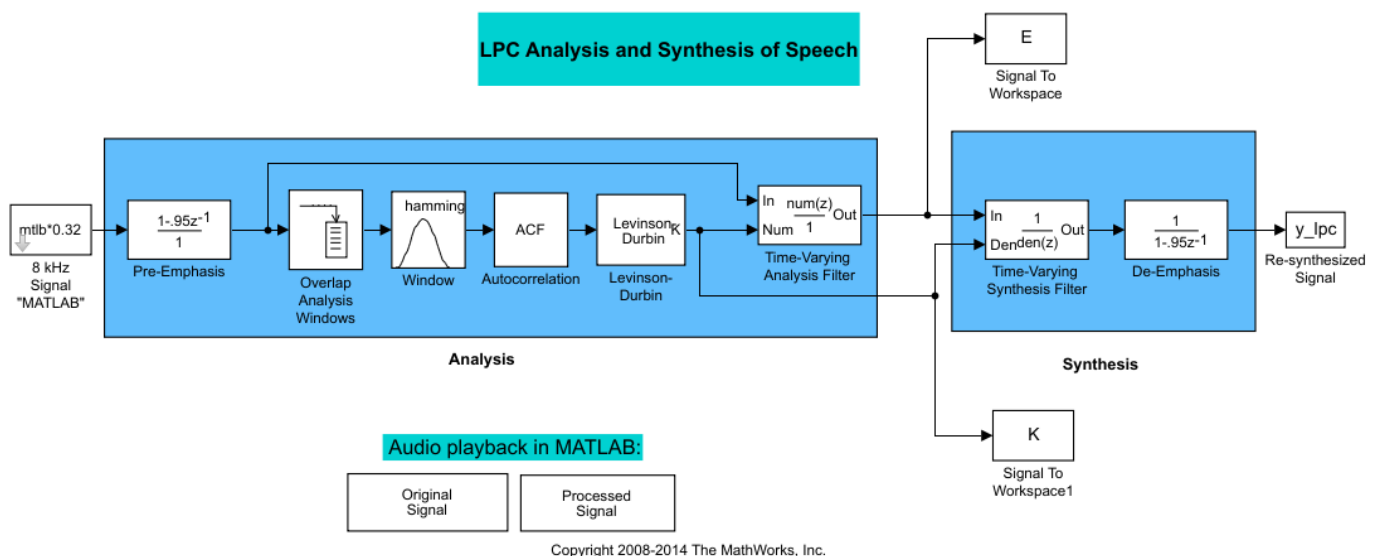 LPC Analysis and Synthesis of Speech
E
Signal To
Workspace
mtlb*0.32
8 kHz
Signal
"MATLAB"
1-.95z-1
1
Pre-Emphasis
Overlap
Analysis
Windows
hamming
Window
ACF
Autocorrelation
Levinson-
Durbin
K
Levinson-
Durbin
In
Num
num(z)
1
Out
Time-Varying
Analysis Filter
In
Den
1
den(z)
Out
Time-Varying
Synthesis Filter
1
1-.95z-1
De-Emphasis
y_lpc
Re-synthesized
Signal
Analysis
Synthesis
K
Signal To
Workspace1
Audio playback in MATLAB:
Original
Signal
Processed
Signal
Copyright 2008-2014 The MathWorks, Inc.